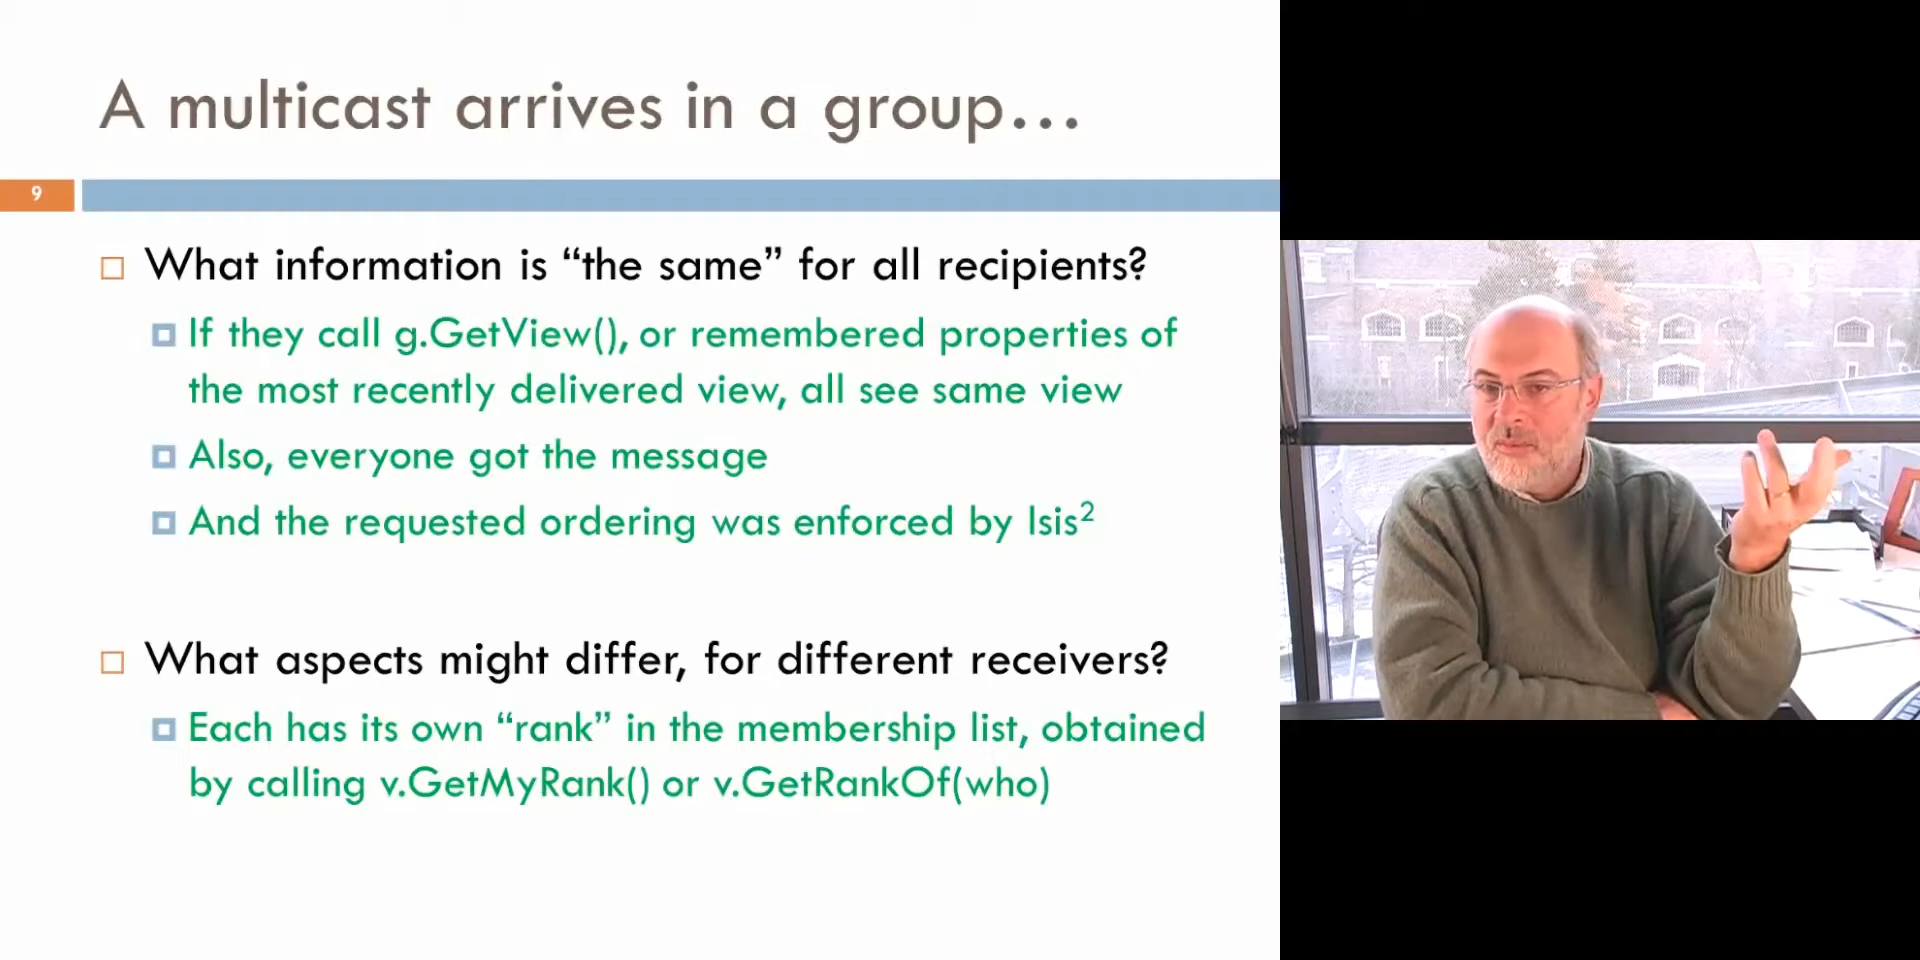 A multicast arrives in a group…
9
What information is “the same” for all recipients?
If they call g.GetView(), or remembered properties of
the most recently delivered view, all see same view
Also, everyone got the message
And the requested ordering was enforced by Isis²
What aspects might differ, for different receivers?
Each has its own “rank” in the membership list, obtained
by calling v.GetMyRank() or v.GetRankOf(who)